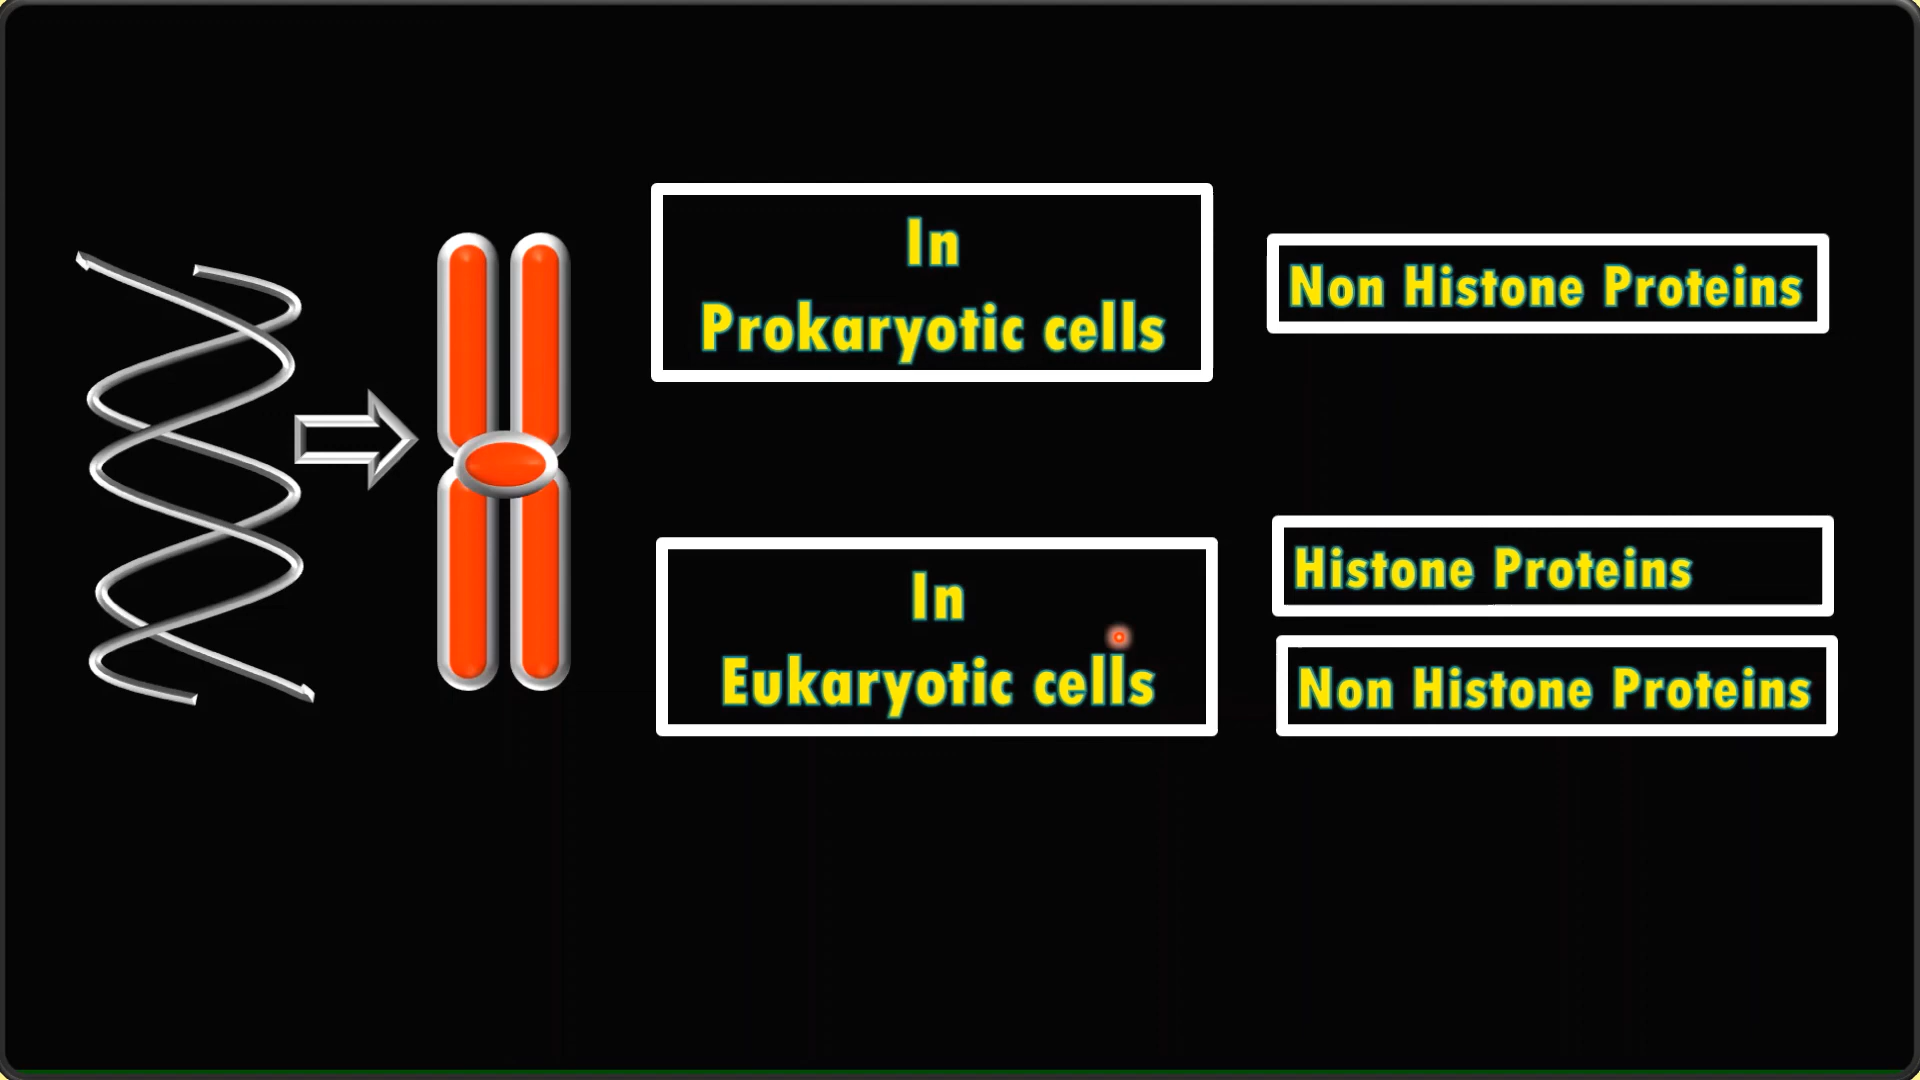 In
Prokaryotic cells
Non Histone Proteins
In
Eukaryotic cells
Histone Proteins
Non Histone Proteins